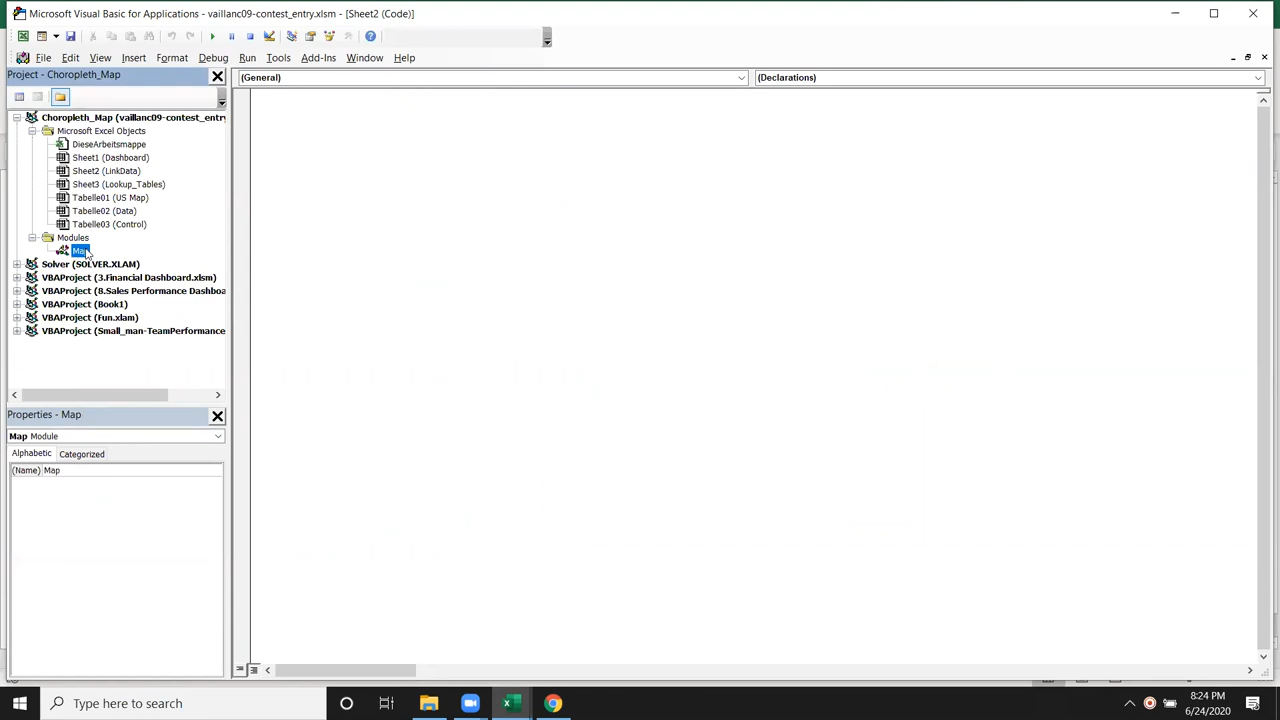 Microsoft Visual Basic for Applications - vaillanc09-contest_entry.xlsm - [Sheet2 (Code)]
File Edit View Insert Format Debug Run Tools Add-Ins Window Help
Project - Choropleth_Map
(General)
(Declarations)
Choropleth_Map (vaillanc09-contest_entry
Microsoft Excel Objects
DieseArbeitsmappe
Sheet1 (Dashboard)
Sheet2 (LinkData)
Sheet3 (Lookup_Tables)
Tabelle01 (US Map)
Tabelle02 (Data)
Tabelle03 (Control)
Modules
Map
Solver (SOLVER.XLAM)
VBAProject (3.Financial Dashboard.xlsm)
VBAProject (8.Sales Performance Dashboa
VBAProject (Book1)
VBAProject (Fun.xlam)
VBAProject (Small_man-TeamPerformance
Properties - Map
Map Module
Alphabetic Categorized
(Name) Map
Type here to search
8:24 PM
6/24/2020